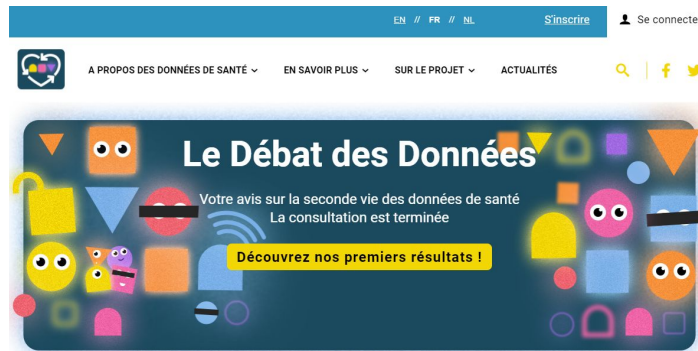 EN // FR // NL
S'inscrire
Se connecte
A PROPOS DES DONNÉES DE SANTÉ
EN SAVOIR PLUS
SUR LE PROJET
ACTUALITÉS
Le Débat des Données
Votre avis sur la seconde vie des données de santé
La consultation est terminée
Découvrez nos premiers résultats !